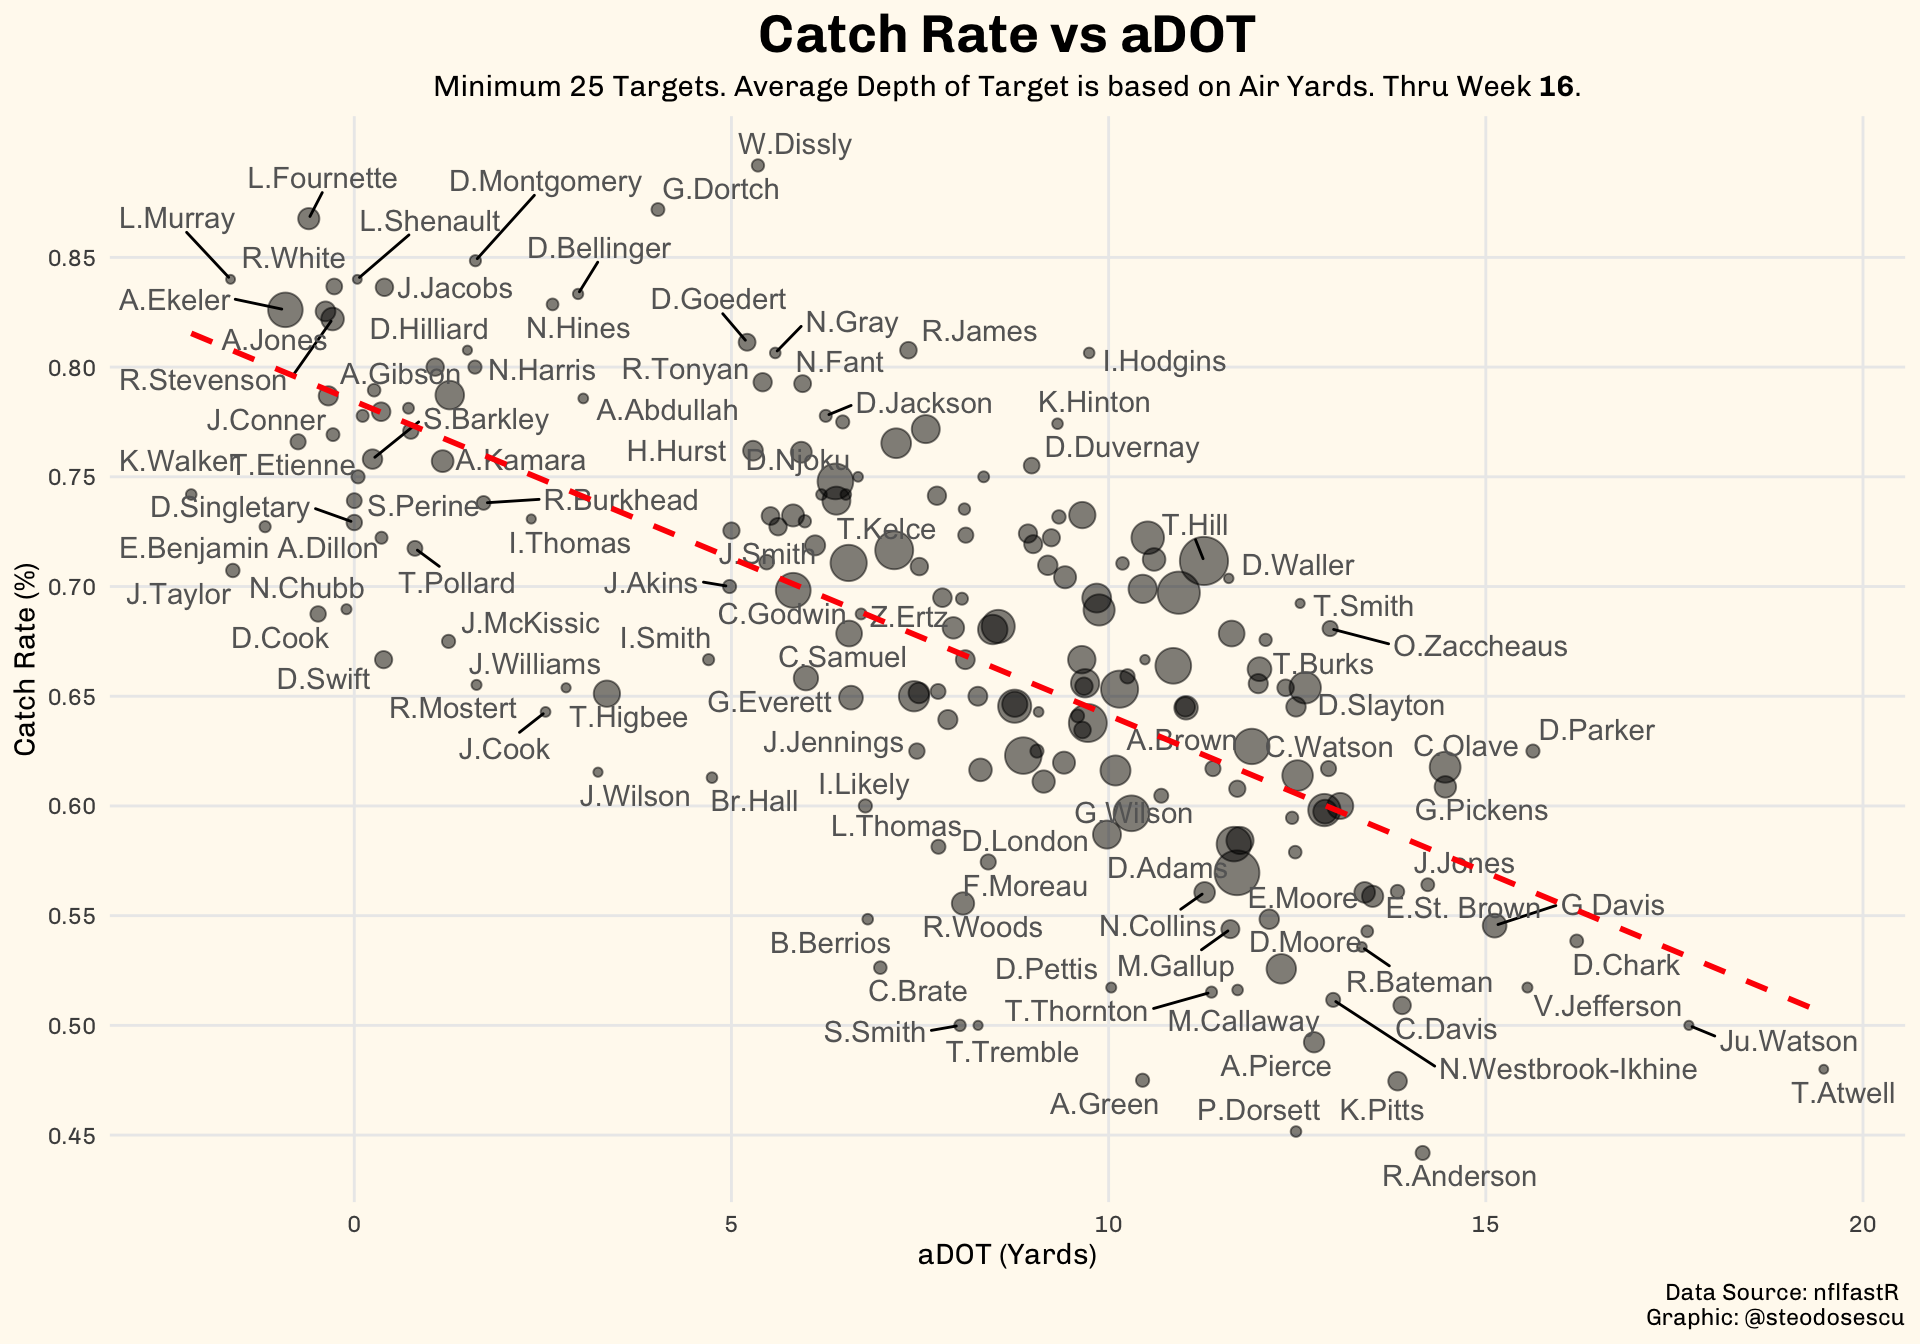 Catch Rate vs aDOT
Minimum 25 Targets. Average Depth of Target is based on Air Yards. Thru Week 16.
W.Dissly
L.Fournette
D.Montgomery
G.Dortch
L.Murray
L.Shenault
R.White
D.Bellinger
0.85
A.Ekeler
J.Jacobs
D.Goedert
N.Gray
A.Jones
D.Hilliard
N.Hines
R.James
0.80
R.Stevenson
A.Gibson
N.Harris
R.Tonyan
N.Fant
I.Hodgins
J.Conner
S.Barkley
A.Abdullah
D.Jackson
K.Hinton
K.Walker
T.Etienne
A.Kamara
H.Hurst
D.Njoku
D.Duvernay
0.75
D.Singletary
S.Perine
R.Burkhead
T.Kelce
T.Hill
E.Benjamin
A.Dillon
I.Thomas
J.Smith
D.Waller
J.Taylor
N.Chubb
T.Pollard
J.Akins
0.70
D.Cook
J.McKissic
I.Smith
C.Godwin
Z.Ertz
T.Smith
O.Zaccheaus
D.Swift
J.Williams
C.Samuel
T.Burks
0.65
R.Mostert
T.Higbee
G.Everett
D.Slayton
J.Cook
J.Jennings
A.Brown
C.Watson
C.Olave
D.Parker
J.Wilson
Br.Hall
I.Likely
0.60
L.Thomas
G.Wilson
G.Pickens
D.London
D.Adams
J.Jones
F.Moreau
E.Moore
E.St. Brown
G.Davis
0.55
R.Woods
N.Collins
B.Berrios
D.Moore
C.Brate
D.Pettis
M.Gallup
R.Bateman
D.Chark
T.Thornton
M.Callaway
C.Davis
V.Jefferson
0.50
S.Smith
T.Tremble
A.Pierce
N.Westbrook-Ikhine
Ju.Watson
A.Green
P.Dorsett
K.Pitts
T.Atwell
0.45
R.Anderson
Catch Rate (%)
0
5
10
15
20
aDOT (Yards)
Data Source: nflfastR
Graphic: @steodosescu